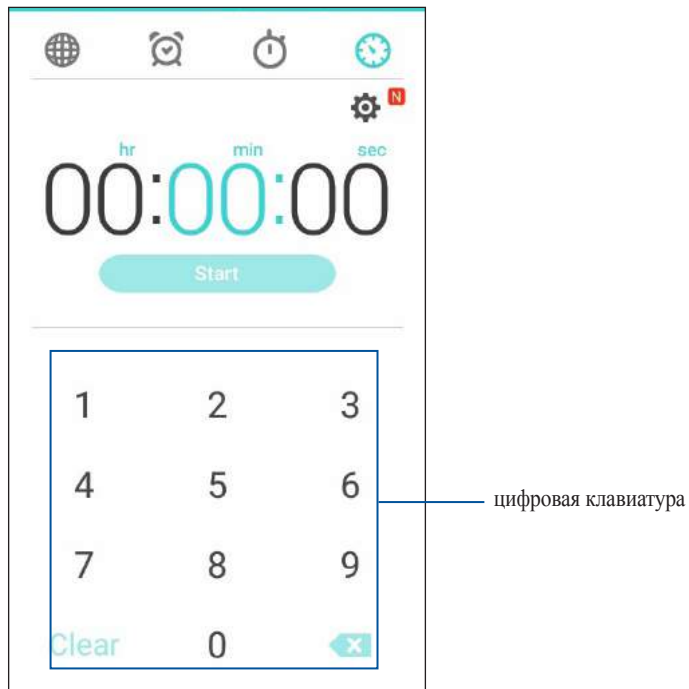 N
hr min sec
00:00:00
Start
1 2 3
4 5 6
цифровая клавиатура
7 8 9
Clear 0